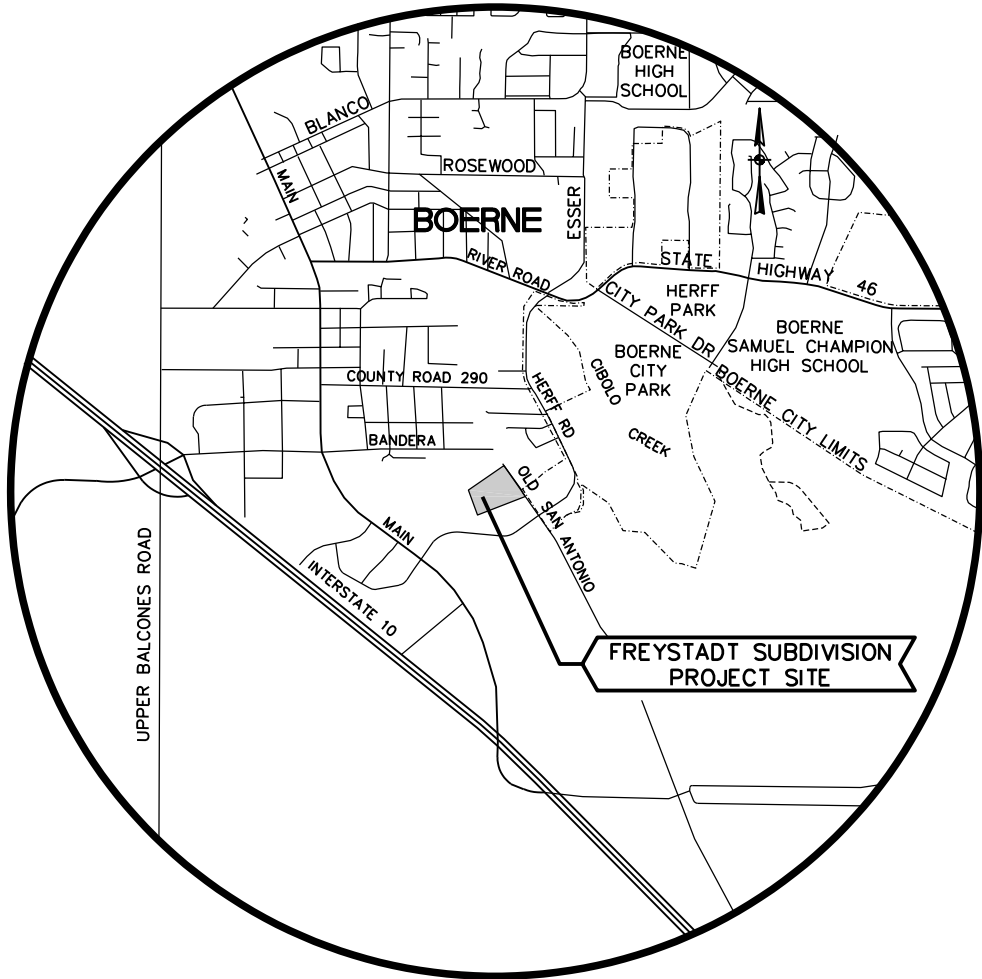 BOERNE
HIGH
SCHOOL
BLANCO
MAIN
ROSEWOOD
ESSER
BOERNE
RIVER ROAD
STATE
HIGHWAY
46
HERFF
PARK
CITY PARK DR
BOERNE
SAMUEL CHAMPION
HIGH SCHOOL
BOERNE
CITY
PARK
CIBOLO
CREEK
COUNTY ROAD 290
HERFF RD
BOERNE CITY LIMITS
BANDERA
OLD SAN ANTONIO
MAIN
INTERSTATE 10
UPPER BALCONES ROAD
FREYSTADT SUBDIVISION
PROJECT SITE